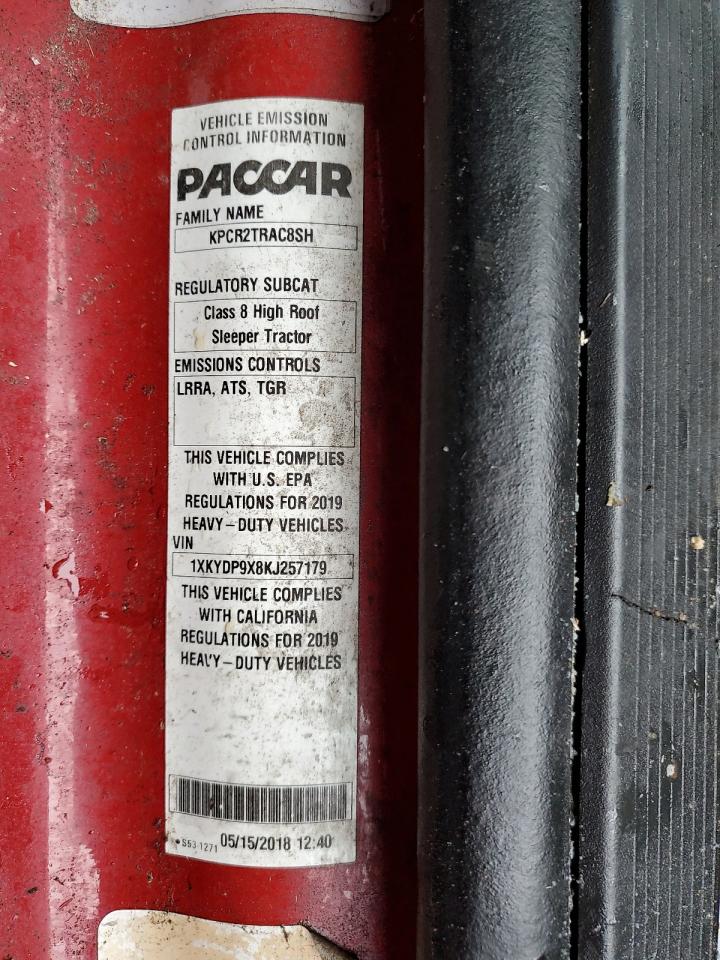 VEHICLE EMISSION
CONTROL INFORMATION
PACCAR
FAMILY NAME
KPCR2TRAC8SH
REGULATORY SUBCAT
Class 8 High Roof
Sleeper Tractor
EMISSIONS CONTROLS
LRRA, ATS, TGR
THIS VEHICLE COMPLIES
WITH U.S. EPA
REGULATIONS FOR 2019
HEAVY-DUTY VEHICLES
VIN
1XKYDP9X8KJ257179
THIS VEHICLE COMPLIES
WITH CALIFORNIA
REGULATIONS FOR 2019
HEAVY-DUTY VEHICLES
S53-1271 05/15/2018 12:40